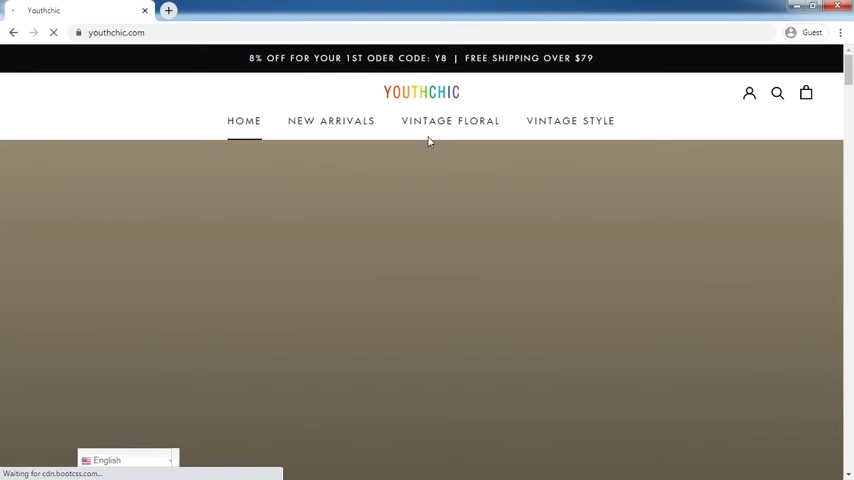 Youthchic
youthchic.com
Guest
8% OFF FOR YOUR 1ST ODER CODE: Y8 | FREE SHIPPING OVER $79
YOUTHCHIC
HOME NEW ARRIVALS VINTAGE FLORAL VINTAGE STYLE
English
Waiting for cdn.bootcss.com...